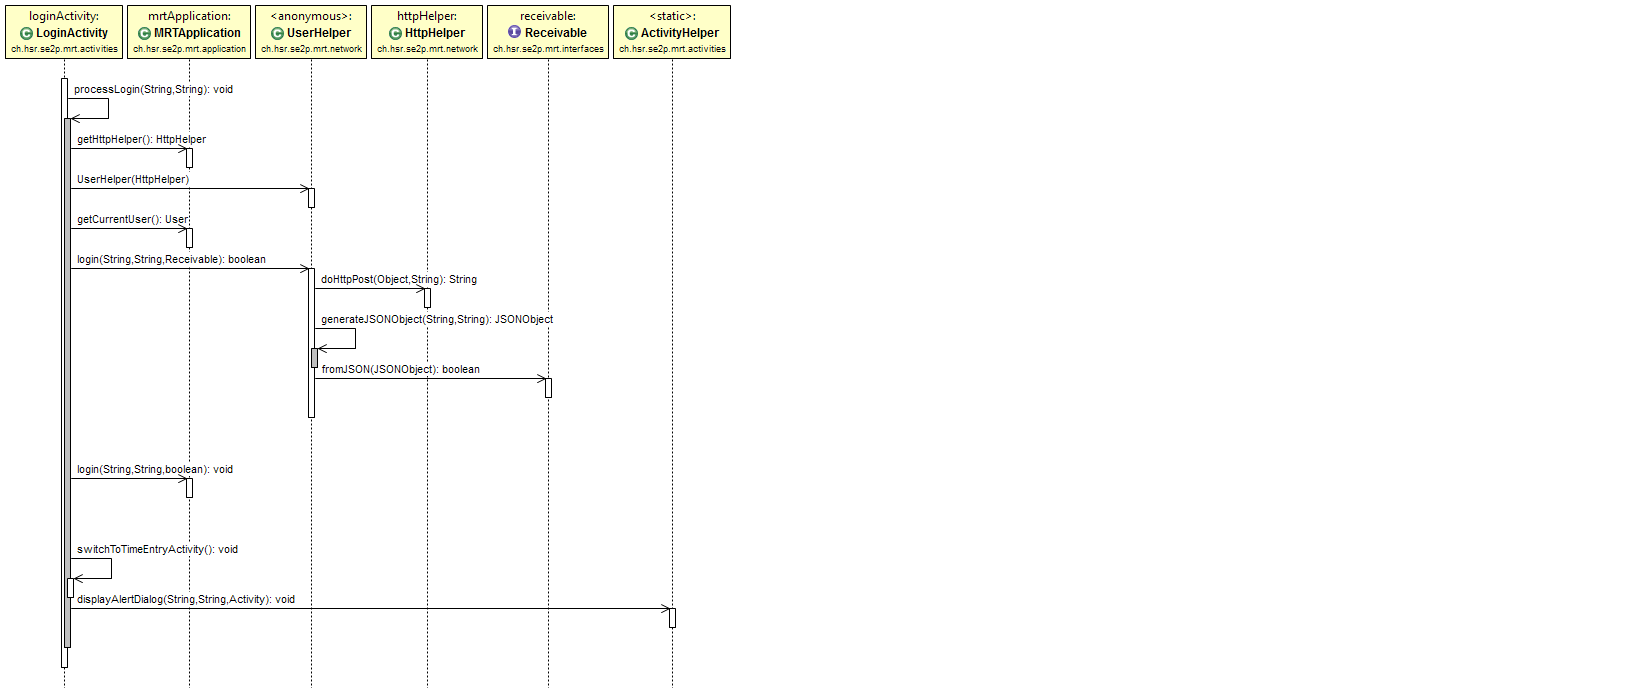 loginActivity:
C LoginActivity
ch.hsr.se2p.mrt.activities
mrtApplication:
C MRTApplication
ch.hsr.se2p.mrt.application
<anonymous>:
C UserHelper
ch.hsr.se2p.mrt.network
httpHelper:
C HttpHelper
ch.hsr.se2p.mrt.network
receivable:
I Receivable
ch.hsr.se2p.mrt.interfaces
<static>:
C ActivityHelper
ch.hsr.se2p.mrt.activities
processLogin(String,String): void
getHttpHelper(): HttpHelper
UserHelper(HttpHelper)
getCurrentUser(): User
login(String,String,Receivable): boolean
doHttpPost(Object,String): String
generateJSONObject(String,String): JSONObject
fromJSON(JSONObject): boolean
login(String,String,boolean): void
switchToTimeEntryActivity(): void
displayAlertDialog(String,String,Activity): void